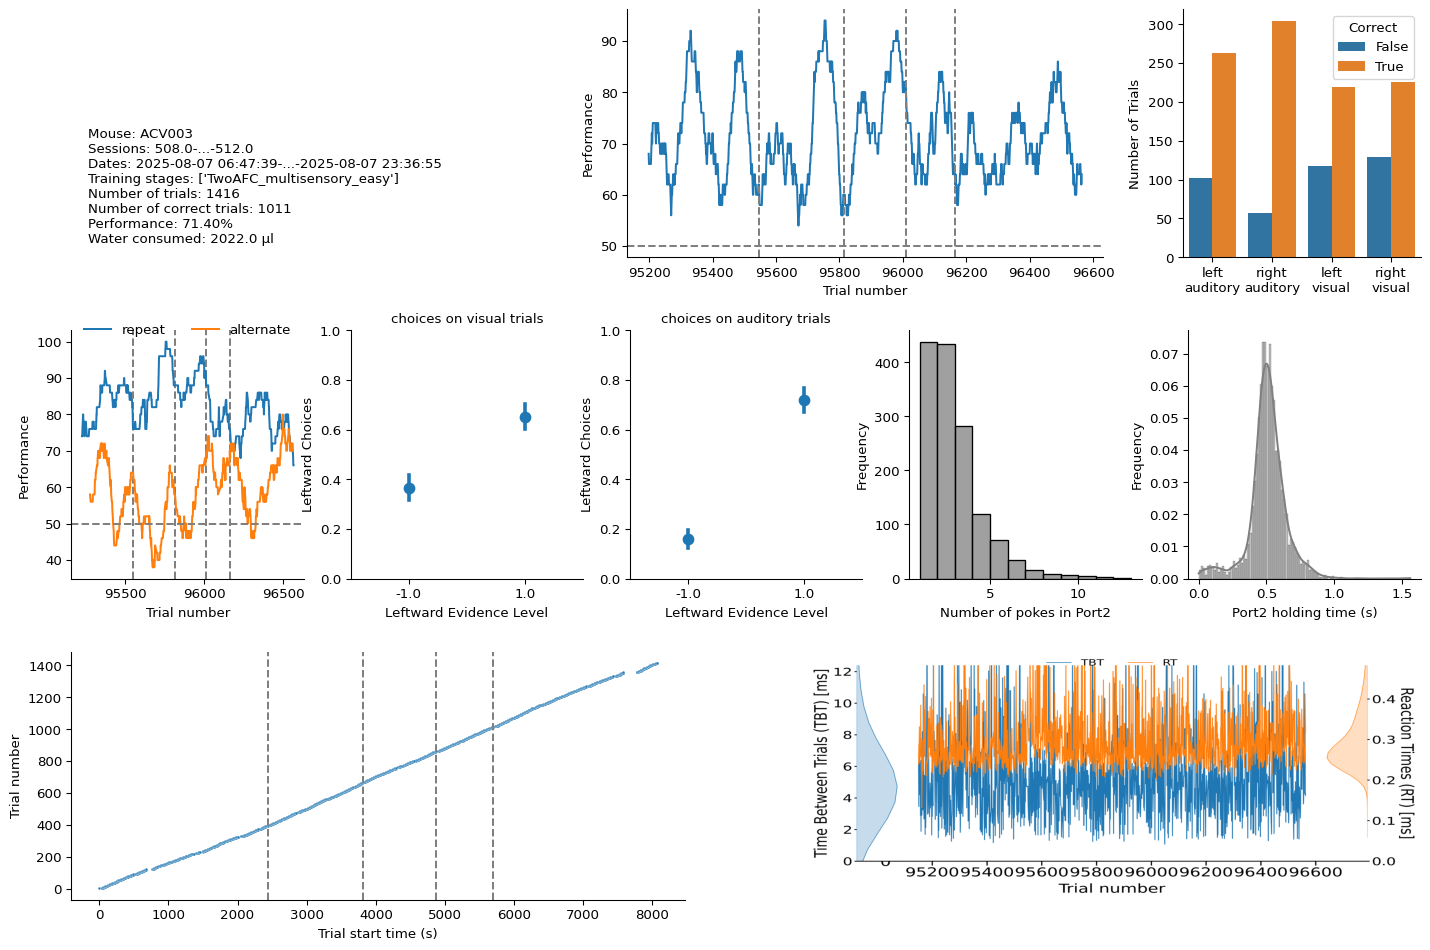 Mouse: ACV003
Sessions: 508.0-...-512.0
Dates: 2025-08-07 06:47:39-...-2025-08-07 23:36:55
Training stages: ['TwoAFC_multisensory_easy']
Number of trials: 1416
Number of correct trials: 1011
Performance: 71.40%
Water consumed: 2022.0 µl
Performance
90
80
70
60
50
95200 95400 95600 95800 96000 96200 96400 96600
Trial number
Number of Trials
300
250
200
150
100
50
0
Correct
False
True
left auditory
right auditory
left visual
right visual
repeat alternate
Performance
100
90
80
70
60
50
40
95500 96000 96500
Trial number
choices on visual trials
Leftward Choices
1.0
0.8
0.6
0.4
0.2
0.0
-1.0 1.0
Leftward Evidence Level
choices on auditory trials
Leftward Choices
1.0
0.8
0.6
0.4
0.2
0.0
-1.0 1.0
Leftward Evidence Level
Frequency
400
300
200
100
0
5 10
Number of pokes in Port2
Frequency
0.07
0.06
0.05
0.04
0.03
0.02
0.01
0.00
0.0 0.5 1.0 1.5
Port2 holding time (s)
Trial number
1400
1200
1000
800
600
400
200
0
0 1000 2000 3000 4000 5000 6000 7000 8000
Trial start time (s)
TBT RT
Time Between Trials (TBT) [ms]
12
10
8
6
4
2
0
0
95200 95400 95600 95800 96000 96200 96400 96600
Trial number
0.4
0.3
0.2
0.1
0.0
Reaction Times (RT) [ms]